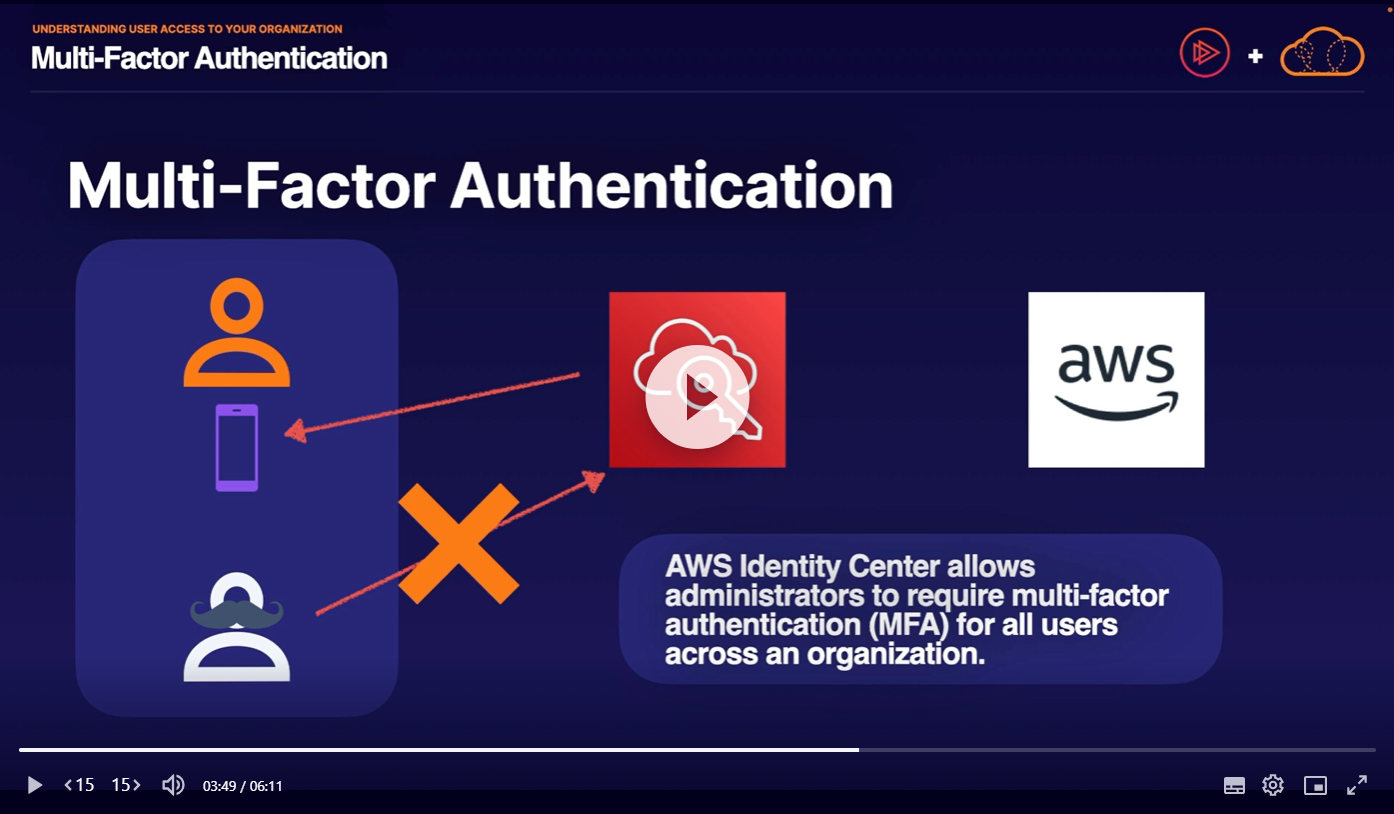 UNDERSTANDING USER ACCESS TO YOUR ORGANIZATION
Multi-Factor Authentication
+
Multi-Factor Authentication
aws
AWS Identity Center allows
administrators to require multi-factor
authentication (MFA) for all users
across an organization.
<15 15> 03:49 / 06:11